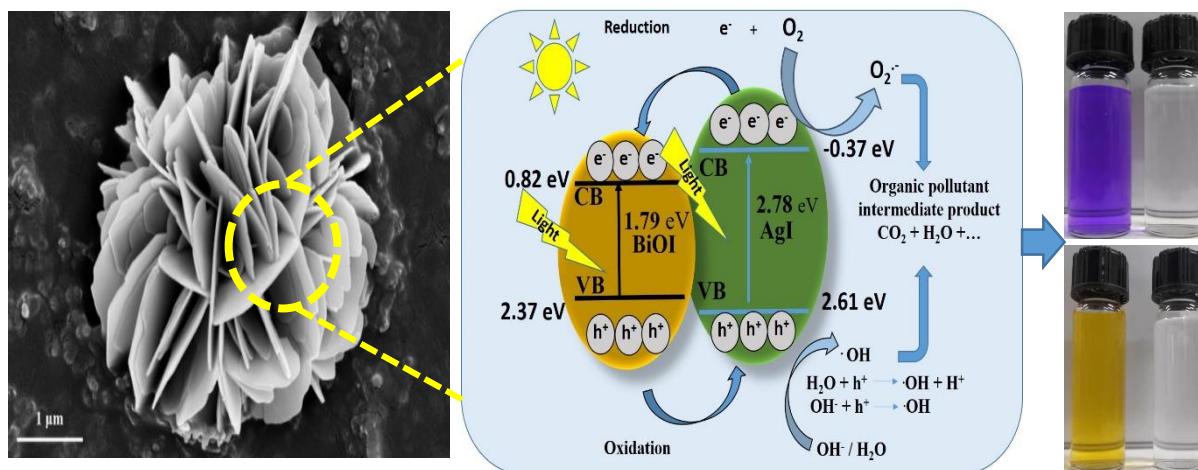 1 μm
Reduction
e⁻ + O₂
O₂·⁻
e⁻ e⁻ e⁻
e⁻ e⁻ e⁻
0.82 eV
CB
Light
1.79 eV
BiOI
VB
2.37 eV
h⁺ h⁺ h⁺
-0.37 eV
CB
Light
2.78 eV
AgI
VB
2.61 eV
h⁺ h⁺ h⁺
Organic pollutant
intermediate product
CO₂ + H₂O +...
·OH
H₂O + h⁺ → ·OH + H⁺
OH⁻ + h⁺ → ·OH
OH⁻ / H₂O
Oxidation